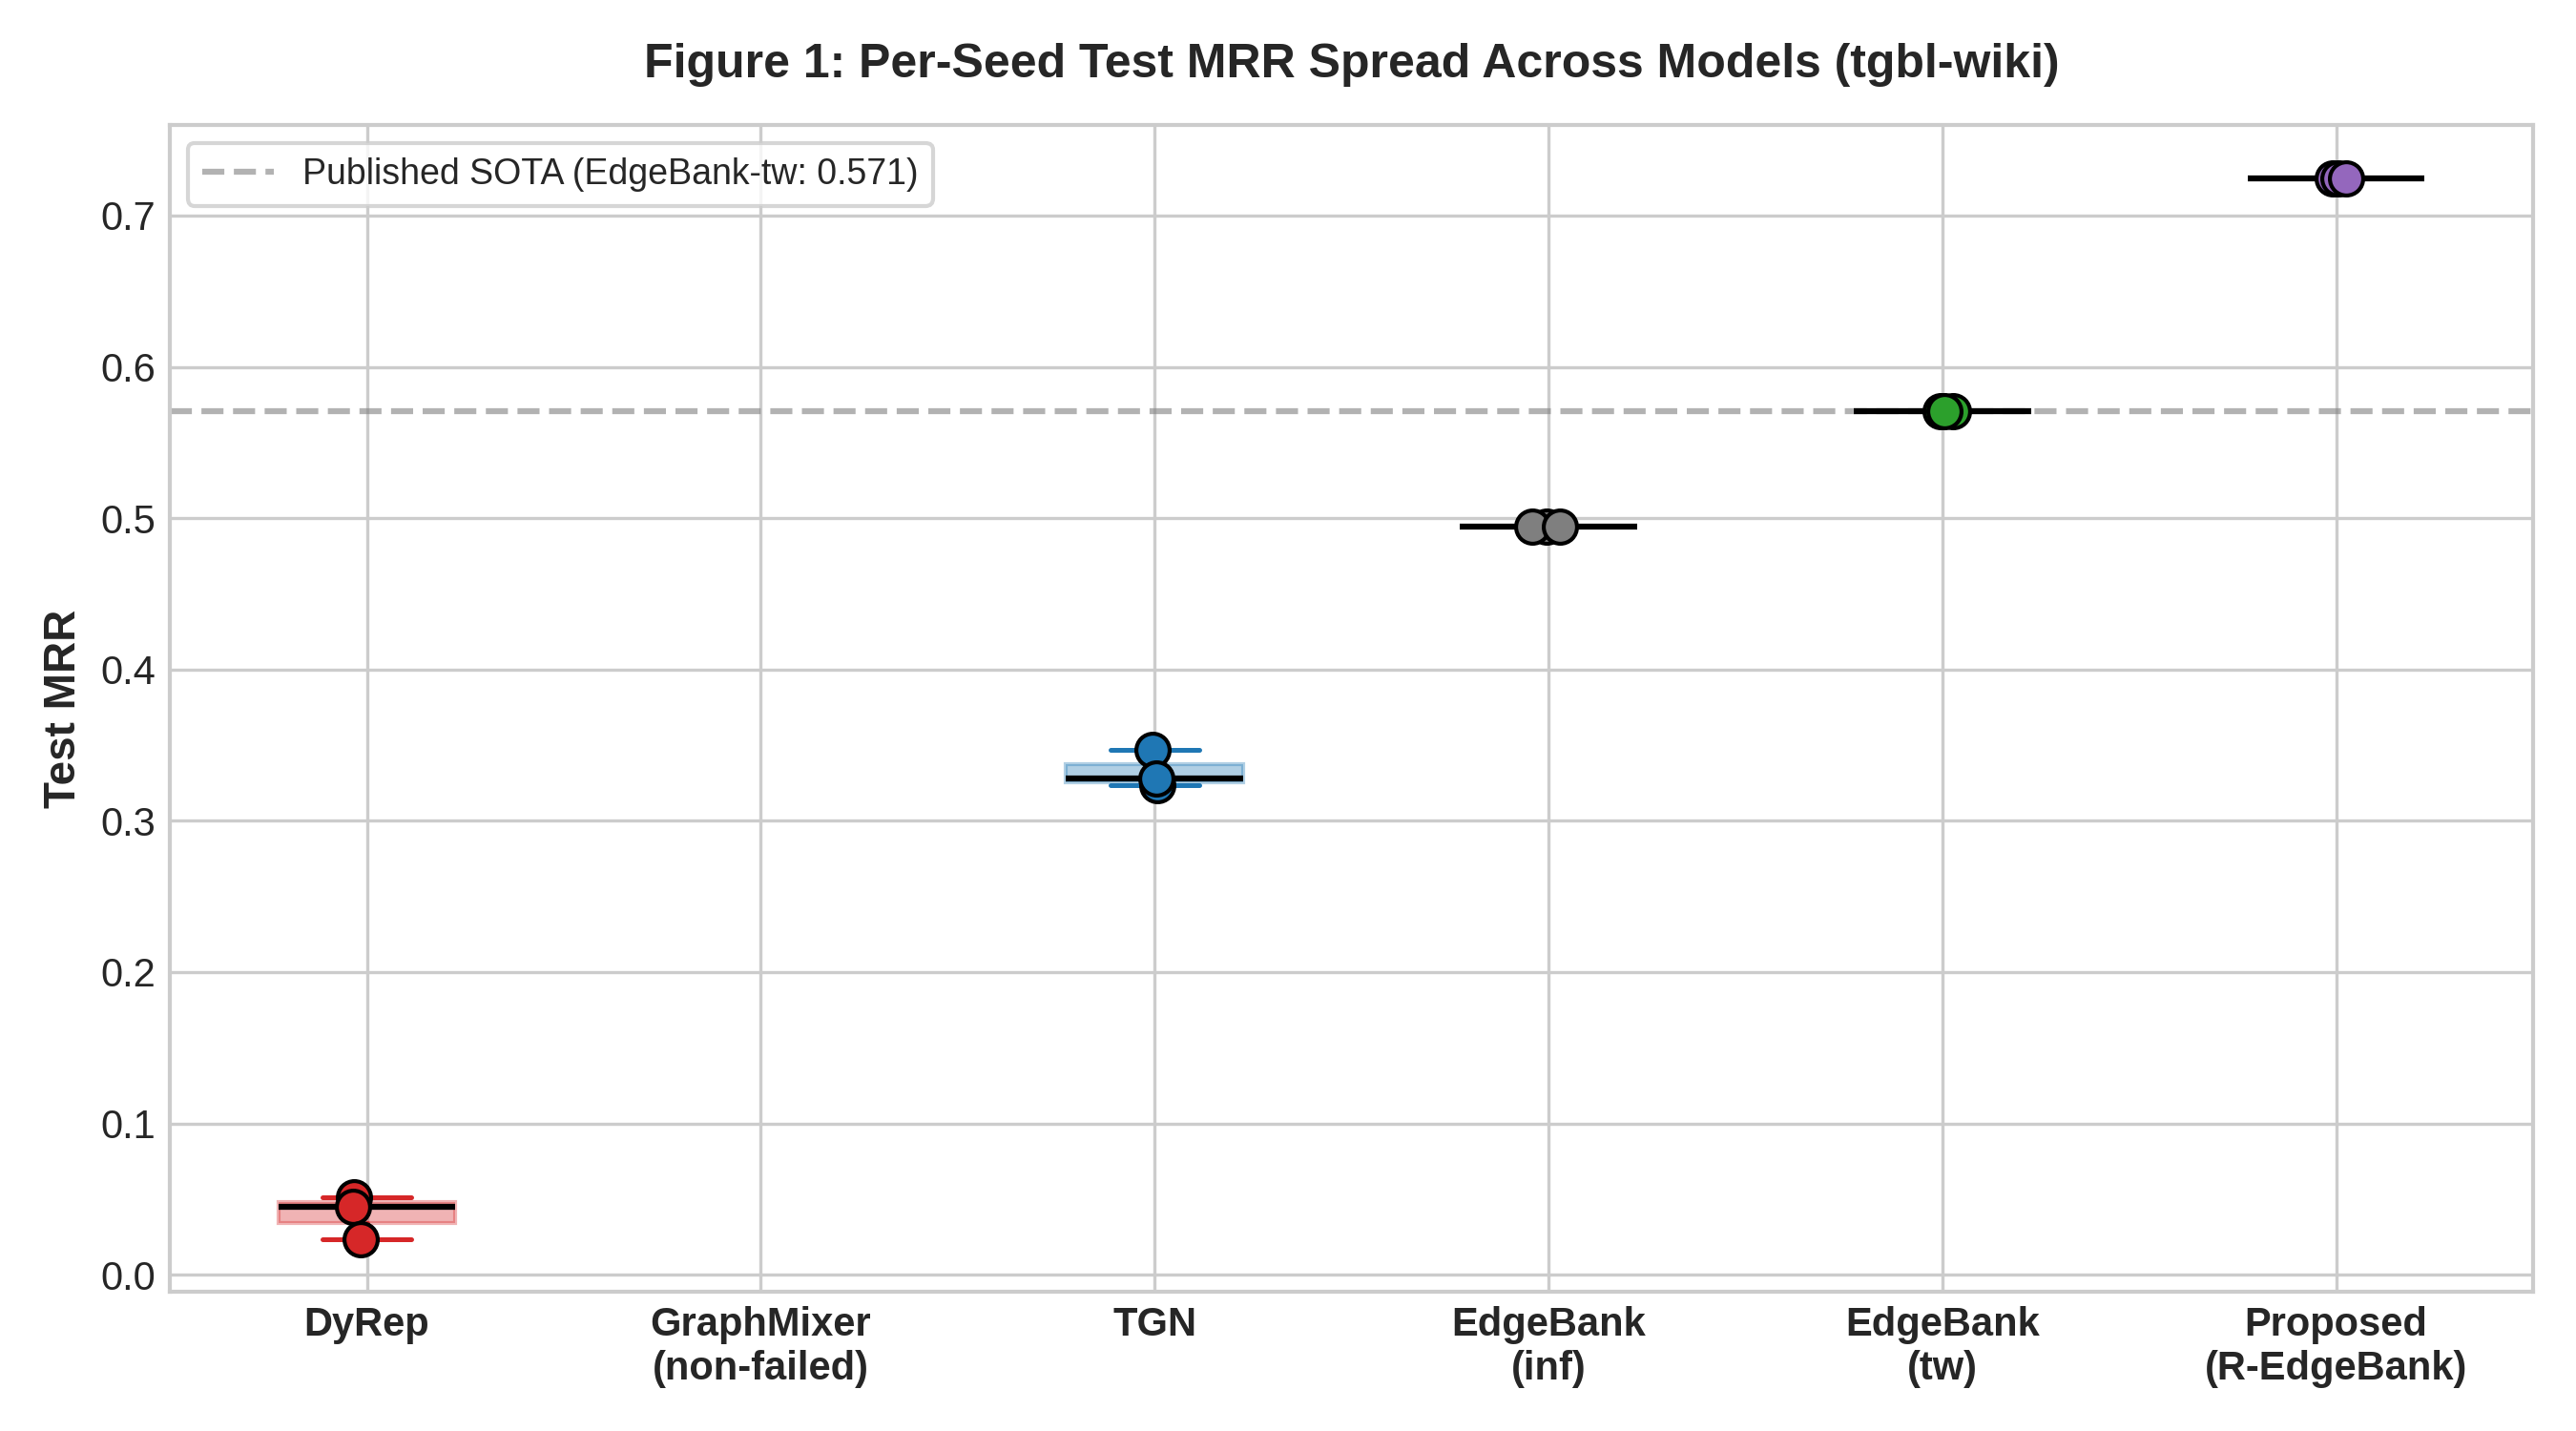 Figure 1: Per-Seed Test MRR Spread Across Models (tgbl-wiki)
Published SOTA (EdgeBank-tw: 0.571)
Test MRR
0.7
0.6
0.5
0.4
0.3
0.2
0.1
0.0
DyRep
GraphMixer
(non-failed)
TGN
EdgeBank
(inf)
EdgeBank
(tw)
Proposed
(R-EdgeBank)